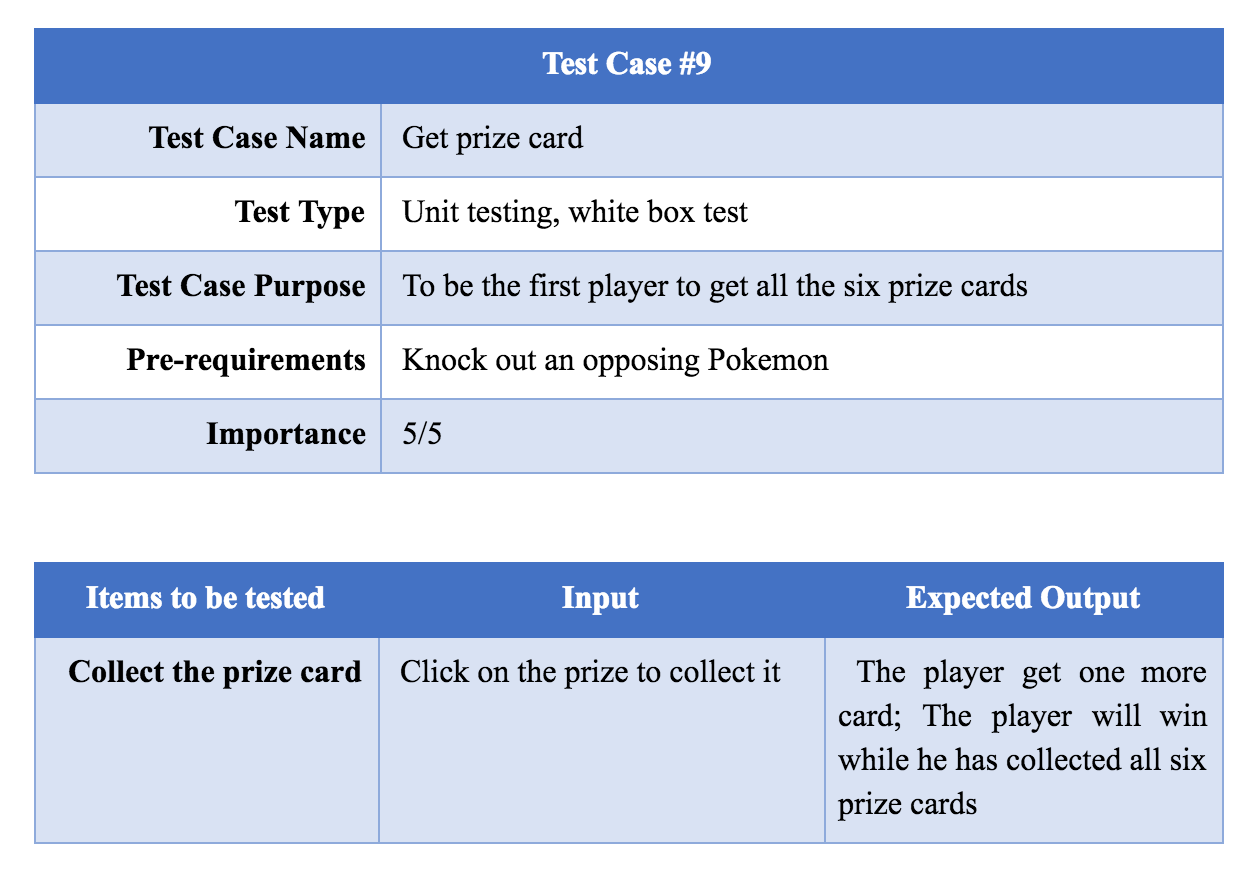 Test Case #9
Test Case Name Get prize card
Test Type Unit testing, white box test
Test Case Purpose To be the first player to get all the six prize cards
Pre-requirements Knock out an opposing Pokemon
Importance 5/5
Items to be tested Input Expected Output
Collect the prize card Click on the prize to collect it The player get one more
card; The player will win
while he has collected all six
prize cards